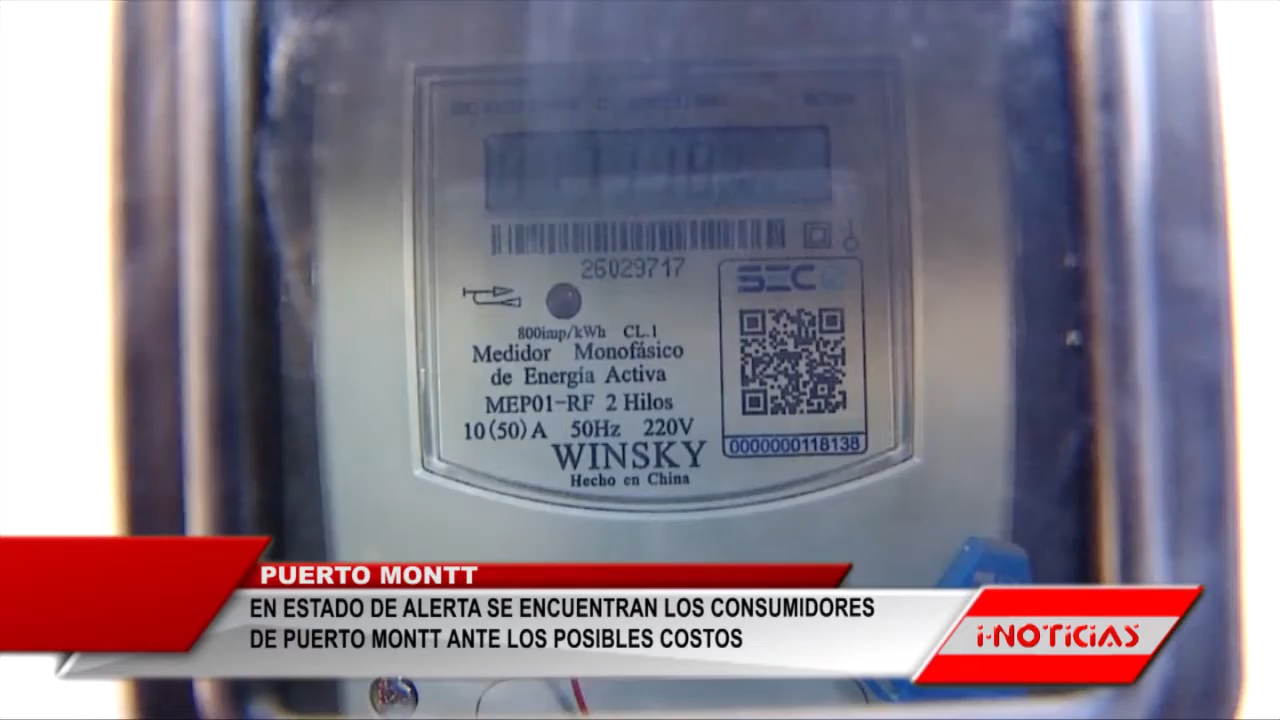 26029717
SEC
800imp/kWh CL.1
Medidor Monofásico
de Energía Activa
MEP01-RF 2 Hilos
10(50)A 50Hz 220V
0000000118138
WINSKY
Hecho en China
PUERTO MONTT
EN ESTADO DE ALERTA SE ENCUENTRAN LOS CONSUMIDORES
DE PUERTO MONTT ANTE LOS POSIBLES COSTOS
i-NOTICIAS